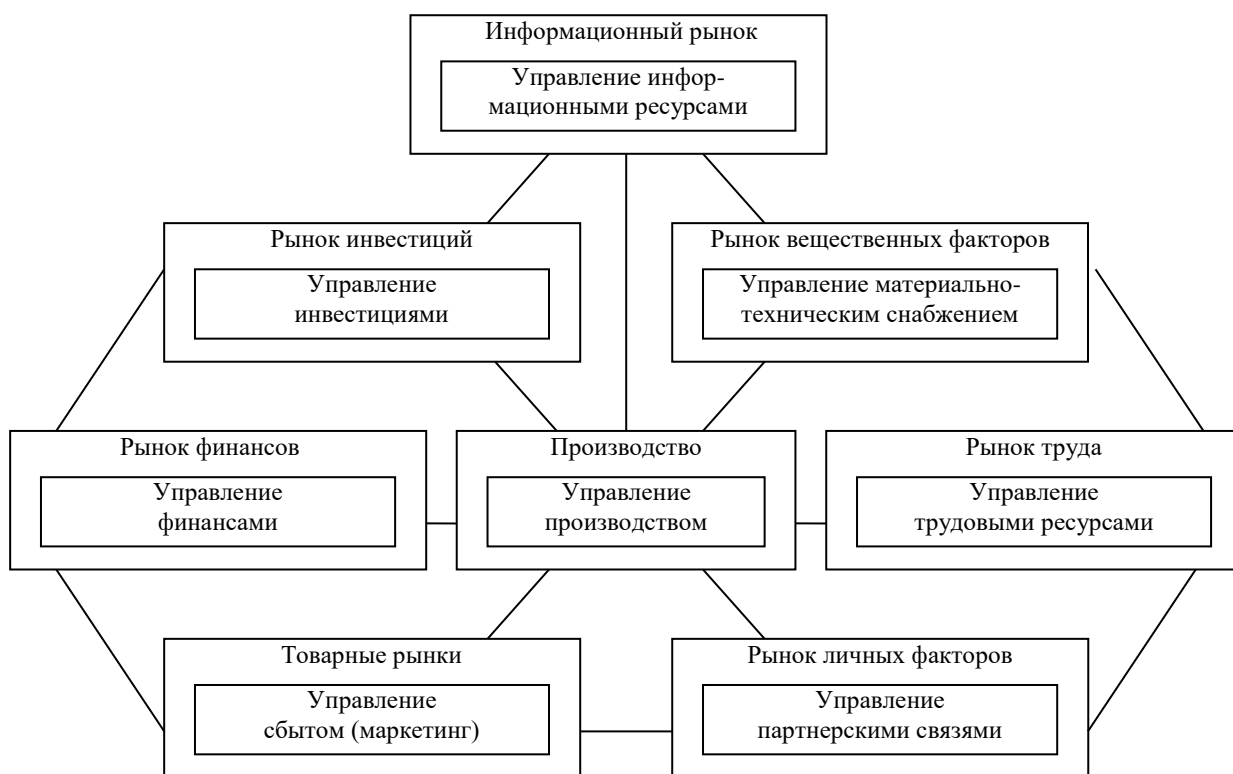 Информационный рынок
Управление инфор-
мационными ресурсами
Рынок инвестиций
Управление
инвестициями
Рынок вещественных факторов
Управление материально-
техническим снабжением
Рынок финансов
Управление
финансами
Производство
Управление
производством
Рынок труда
Управление
трудовыми ресурсами
Товарные рынки
Управление
сбытом (маркетинг)
Рынок личных факторов
Управление
партнерскими связями